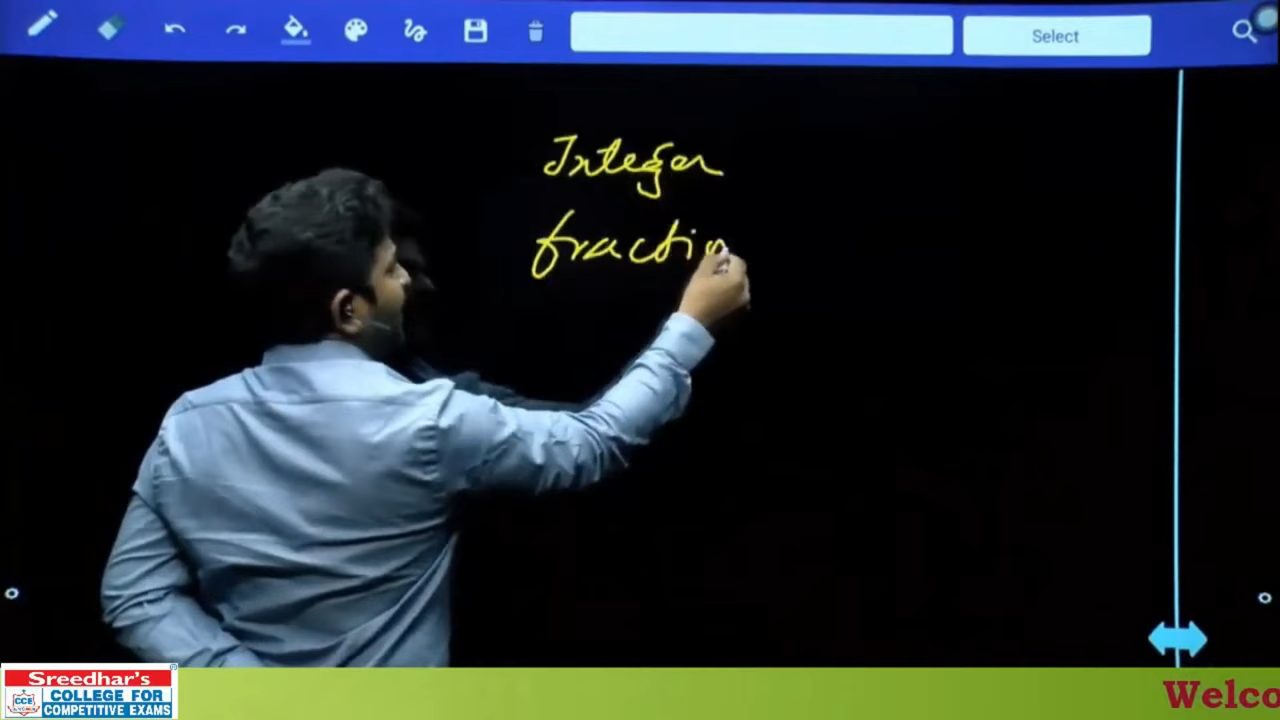 Select
Integer
fractio
Sreedhar's
CCE
COLLEGE FOR
COMPETITIVE EXAMS
Welco